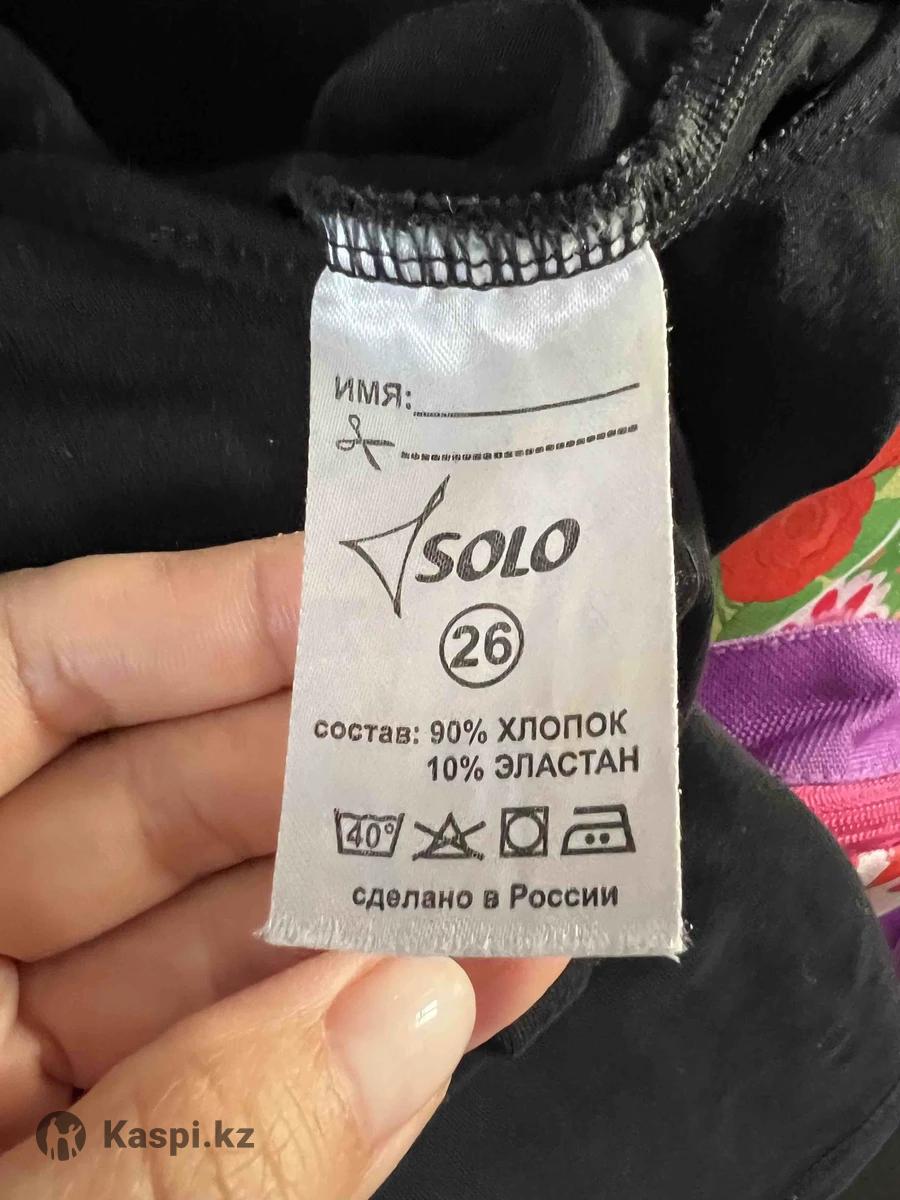 ИМЯ:
SOLO
26
состав: 90% ХЛОПОК
10% ЭЛАСТАН
40°
сделано в России
Kaspi.kz